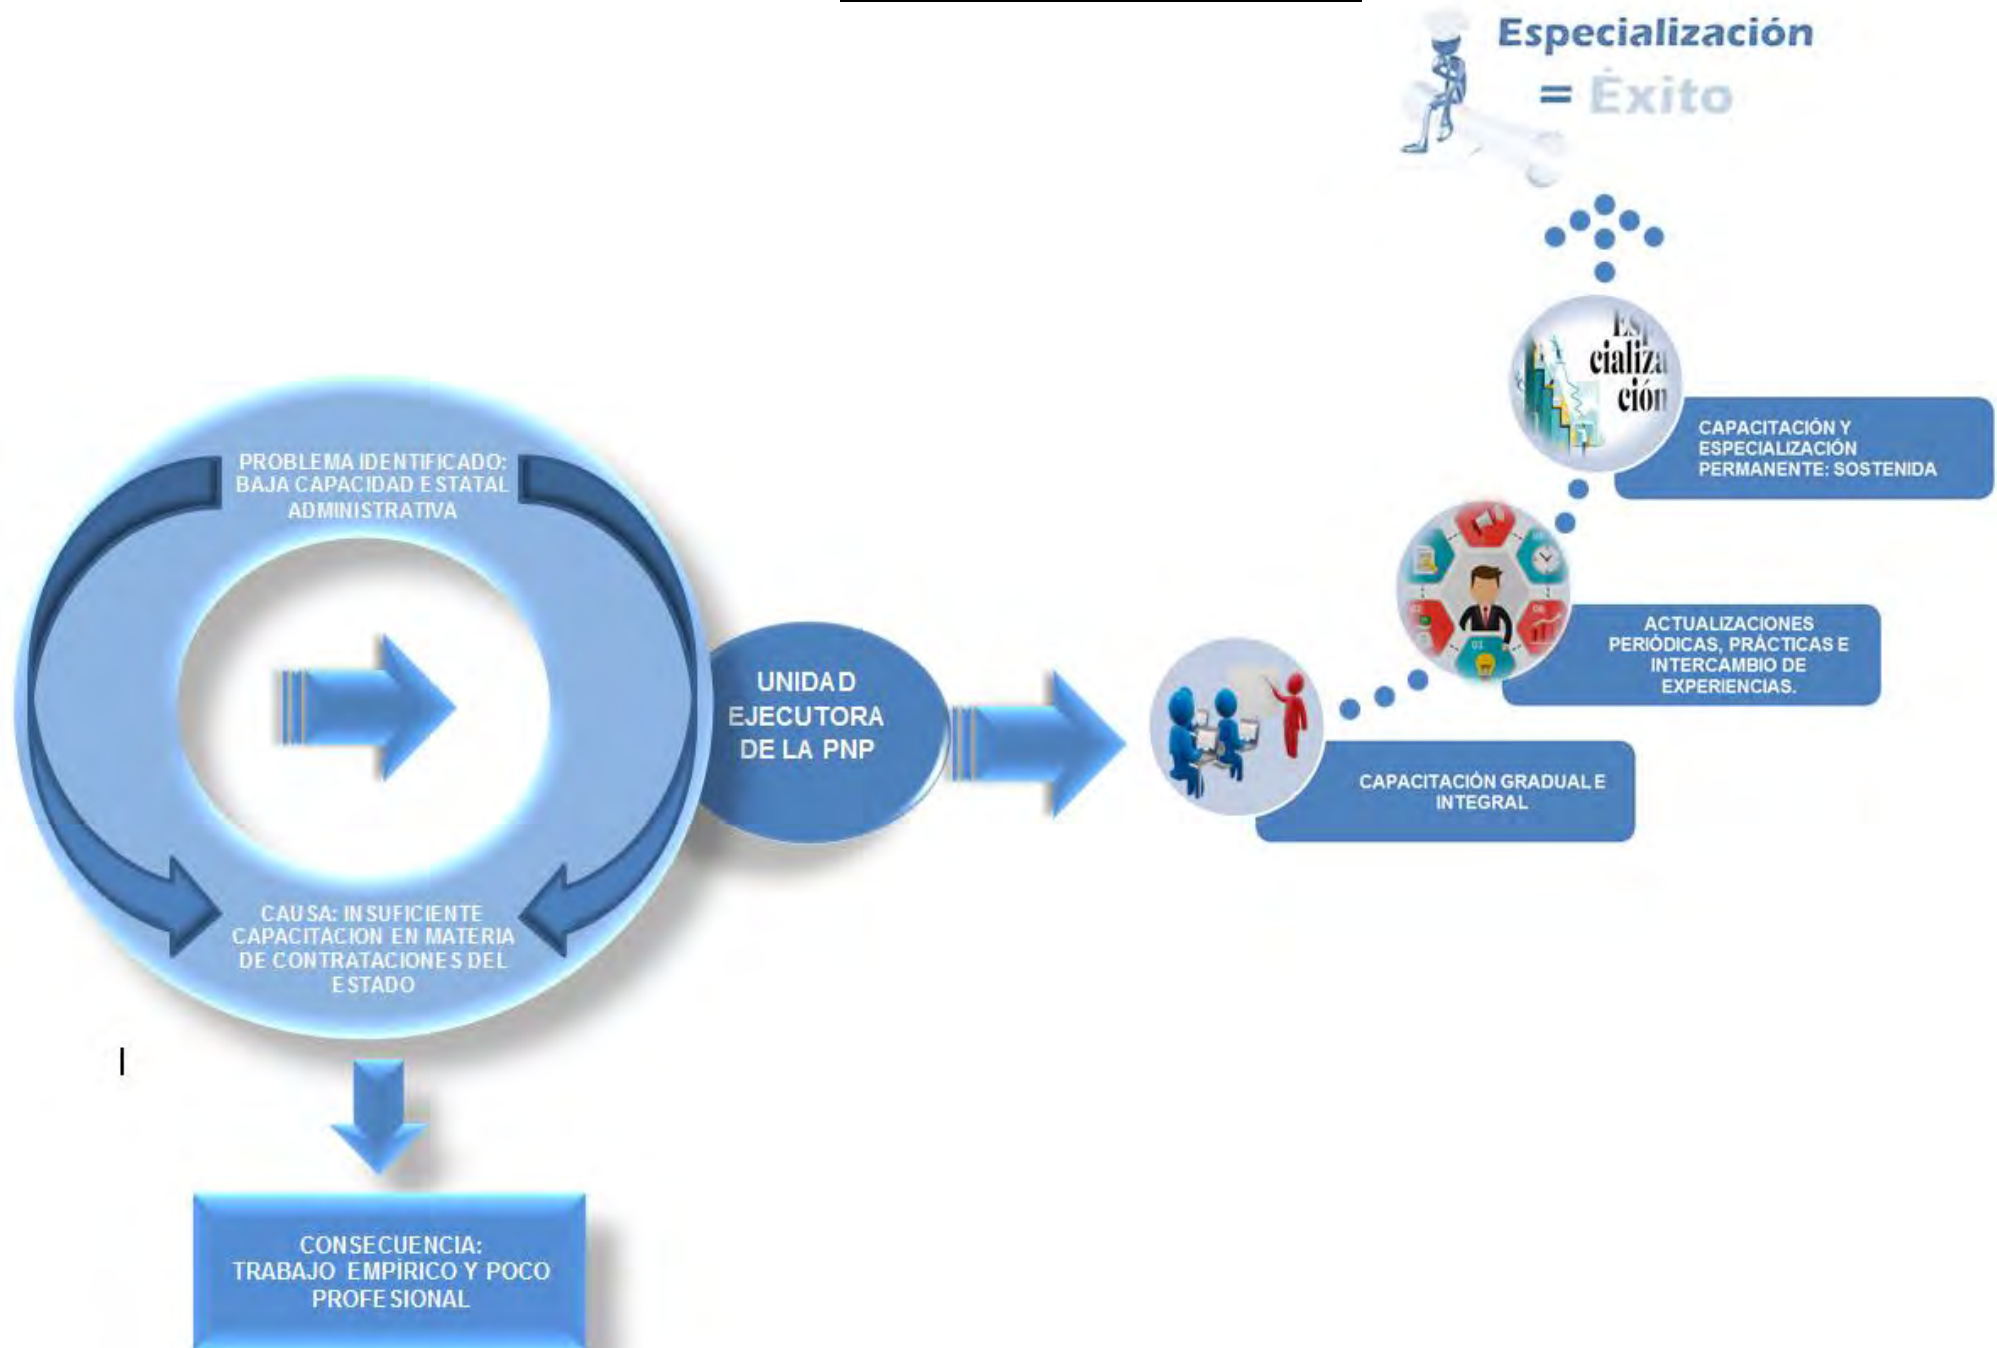 Especialización
= Éxito
Espe
cializa
ción
CAPACITACIÓN Y
ESPECIALIZACIÓN
PERMANENTE: SOSTENIDA
PROBLEMA IDENTIFICADO:
BAJA CAPACIDAD ESTATAL
ADMINISTRATIVA
ACTUALIZACIONES
PERIÓDICAS, PRÁCTICAS E
INTERCAMBIO DE
EXPERIENCIAS.
03
UNIDAD
EJECUTORA
DE LA PNP
CAPACITACIÓN GRADUAL E
INTEGRAL
CAUSA: INSUFICIENTE
CAPACITACION EN MATERIA
DE CONTRATACIONES DEL
ESTADO
CONSECUENCIA:
TRABAJO EMPÍRICO Y POCO
PROFESIONAL